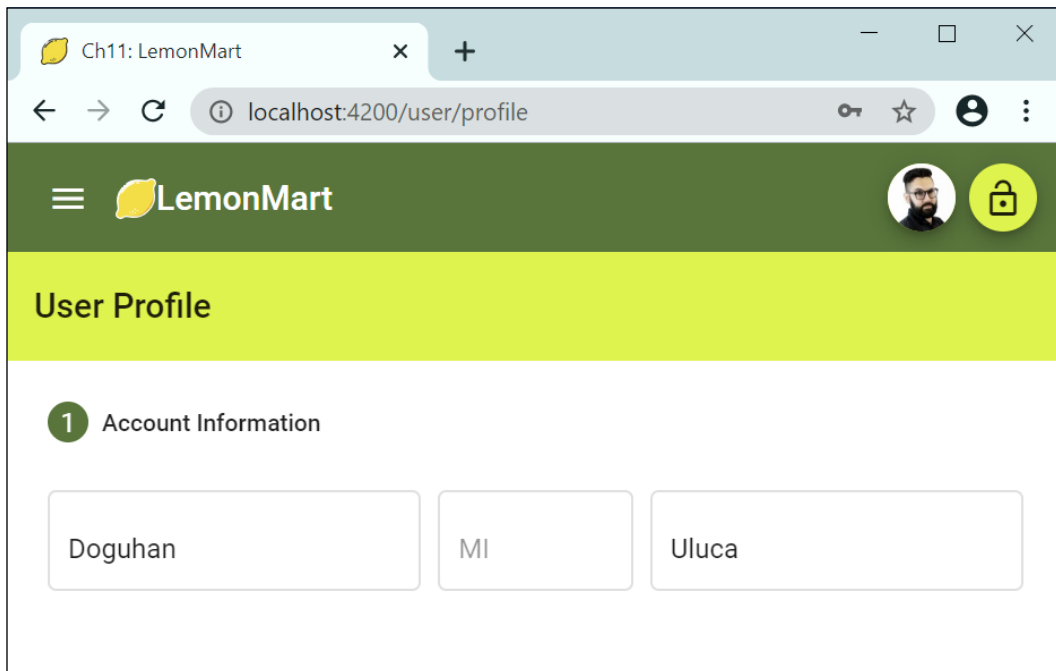 Ch11: LemonMart
localhost:4200/user/profile
LemonMart
User Profile
1 Account Information
Doguhan MI Uluca